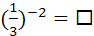 (1/3)⁻² = □